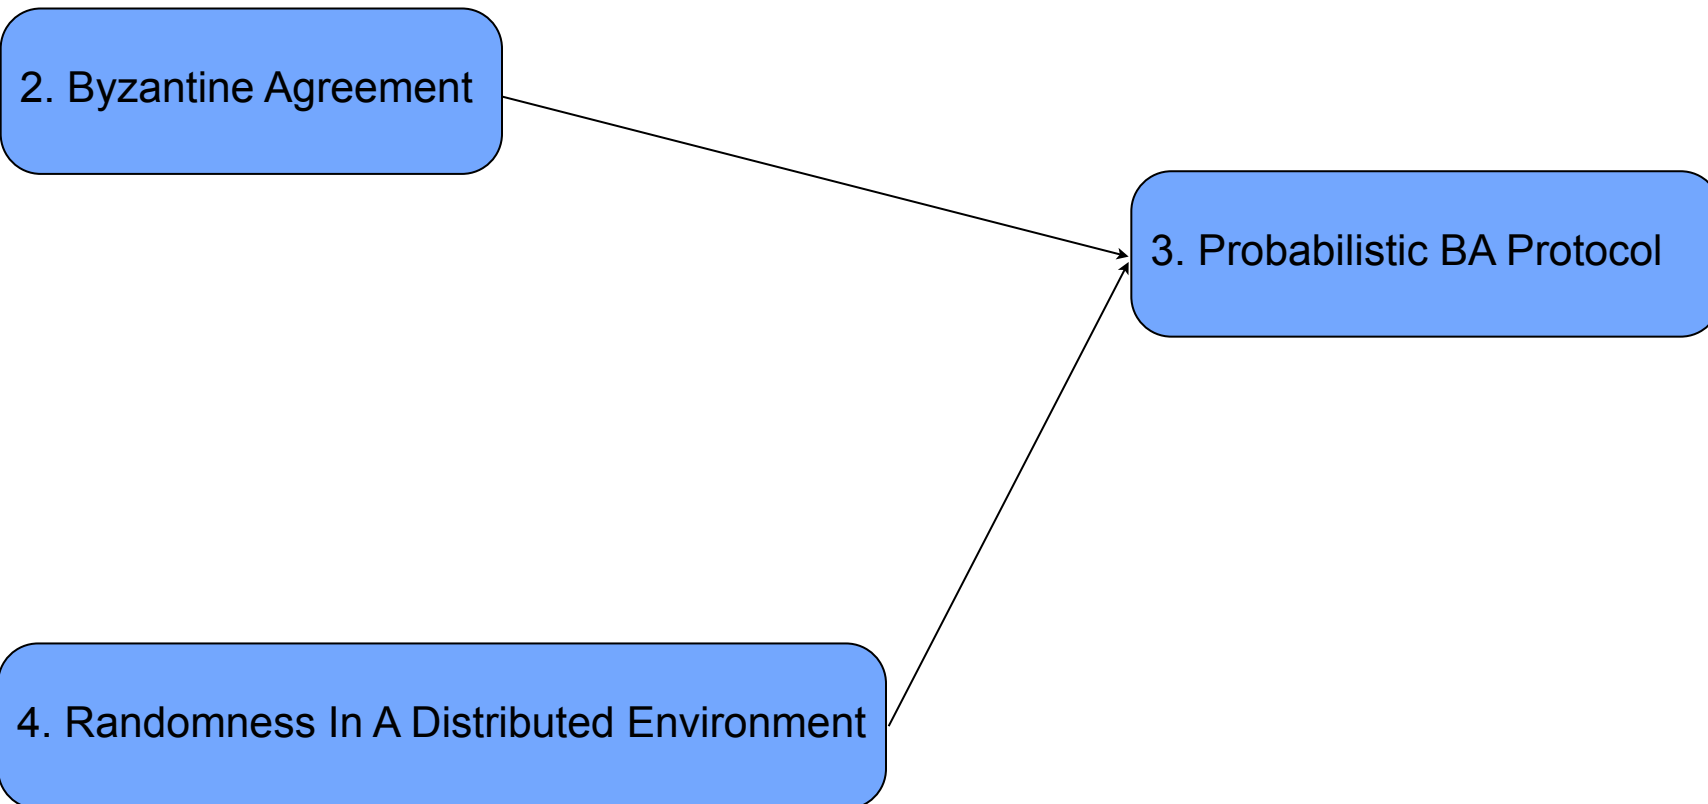 2. Byzantine Agreement
3. Probabilistic BA Protocol
4. Randomness In A Distributed Environment